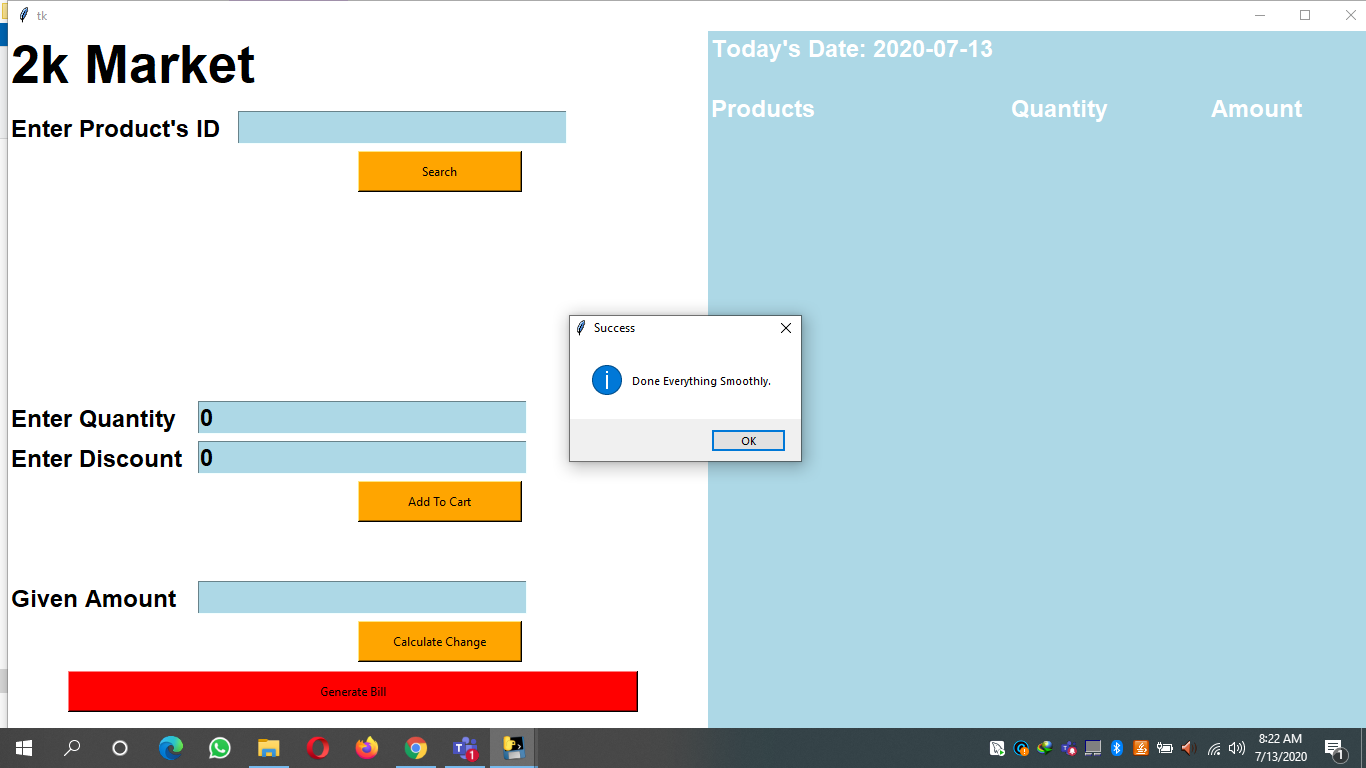 tk
2k Market
Today's Date: 2020-07-13
Products Quantity Amount
Enter Product's ID
Search
Success
Done Everything Smoothly.
OK
Enter Quantity 0
Enter Discount 0
Add To Cart
Given Amount
Calculate Change
Generate Bill
1
8:22 AM
7/13/2020
1